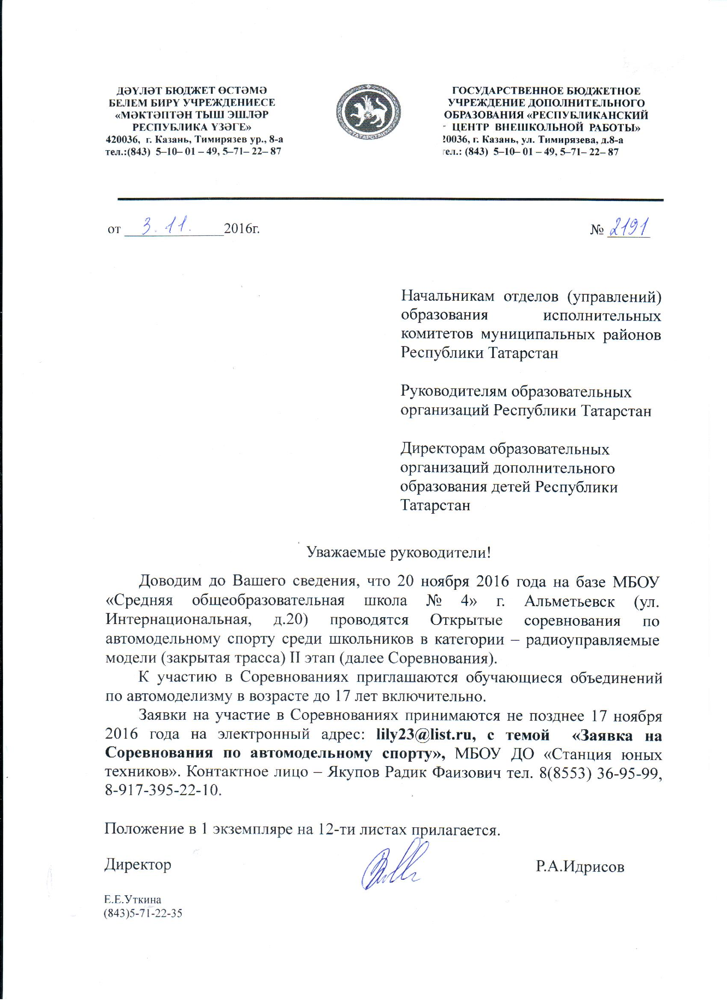 ДӘҮЛӘТ БЮДЖЕТ ӨСТӘМӘ
БЕЛЕМ БИРҮ УЧРЕЖДЕНИЕСЕ
«МӘКТӘПТӘН ТЫШ ЭШЛӘР
РЕСПУБЛИКА ҮЗӘГЕ»
420036, г. Казань, Тимирязев ур., 8-а
тел.:(843) 5–10– 01 – 49, 5–71– 22– 87
ТАТАРСТАН
ГОСУДАРСТВЕННОЕ БЮДЖЕТНОЕ
УЧРЕЖДЕНИЕ ДОПОЛНИТЕЛЬНОГО
ОБРАЗОВАНИЯ «РЕСПУБЛИКАНСКИЙ
ЦЕНТР ВНЕШКОЛЬНОЙ РАБОТЫ»
20036, г. Казань, ул. Тимирязева, д.8-а
тел.: (843) 5–10– 01 – 49, 5–71– 22– 87
от 3.11. 2016г.
№ 2191
Начальникам отделов (управлений)
образования исполнительных
комитетов муниципальных районов
Республики Татарстан
Руководителям образовательных
организаций Республики Татарстан
Директорам образовательных
организаций дополнительного
образования детей Республики
Татарстан
Уважаемые руководители!
Доводим до Вашего сведения, что 20 ноября 2016 года на базе МБОУ
«Средняя общеобразовательная школа № 4» г. Альметьевск (ул.
Интернациональная, д.20) проводятся Открытые соревнования по
автомодельному спорту среди школьников в категории – радиоуправляемые
модели (закрытая трасса) II этап (далее Соревнования).
К участию в Соревнованиях приглашаются обучающиеся объединений
по автомоделизму в возрасте до 17 лет включительно.
Заявки на участие в Соревнованиях принимаются не позднее 17 ноября
2016 года на электронный адрес: lily23@list.ru, с темой «Заявка на
Соревнования по автомодельному спорту», МБОУ ДО «Станция юных
техников». Контактное лицо – Якупов Радик Фаизович тел. 8(8553) 36-95-99,
8-917-395-22-10.
Положение в 1 экземпляре на 12-ти листах прилагается.
Директор Р.А.Идрисов
Е.Е.Уткина
(843)5-71-22-35